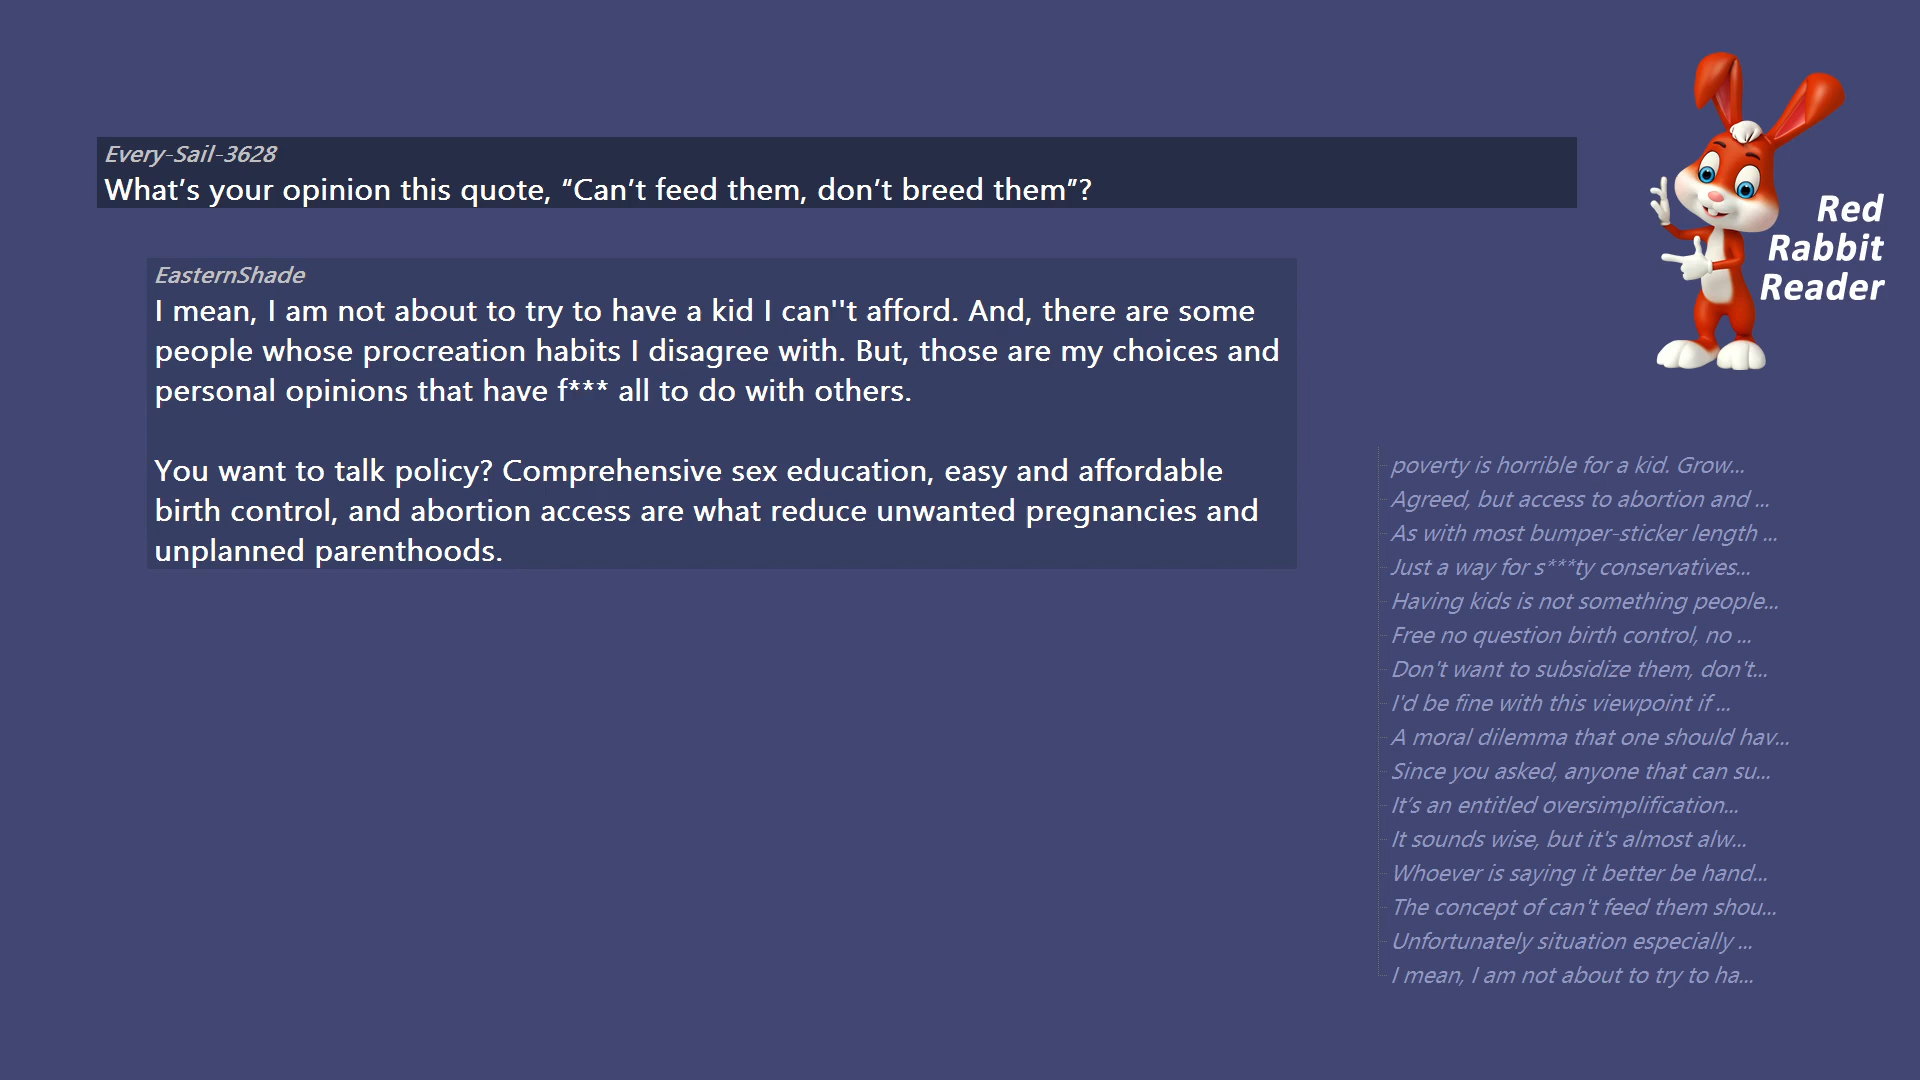 Every-Sail-3628
What’s your opinion this quote, “Can’t feed them, don’t breed them”?
EasternShade
I mean, I am not about to try to have a kid I can''t afford. And, there are some
people whose procreation habits I disagree with. But, those are my choices and
personal opinions that have f*** all to do with others.
You want to talk policy? Comprehensive sex education, easy and affordable
birth control, and abortion access are what reduce unwanted pregnancies and
unplanned parenthoods.
Red
Rabbit
Reader
poverty is horrible for a kid. Grow...
Agreed, but access to abortion and ...
As with most bumper-sticker length ...
Just a way for s***ty conservatives...
Having kids is not something people...
Free no question birth control, no ...
Don't want to subsidize them, don't...
I'd be fine with this viewpoint if ...
A moral dilemma that one should hav...
Since you asked, anyone that can su...
It’s an entitled oversimplification...
It sounds wise, but it's almost alw...
Whoever is saying it better be hand...
The concept of can't feed them shou...
Unfortunately situation especially ...
I mean, I am not about to try to ha...